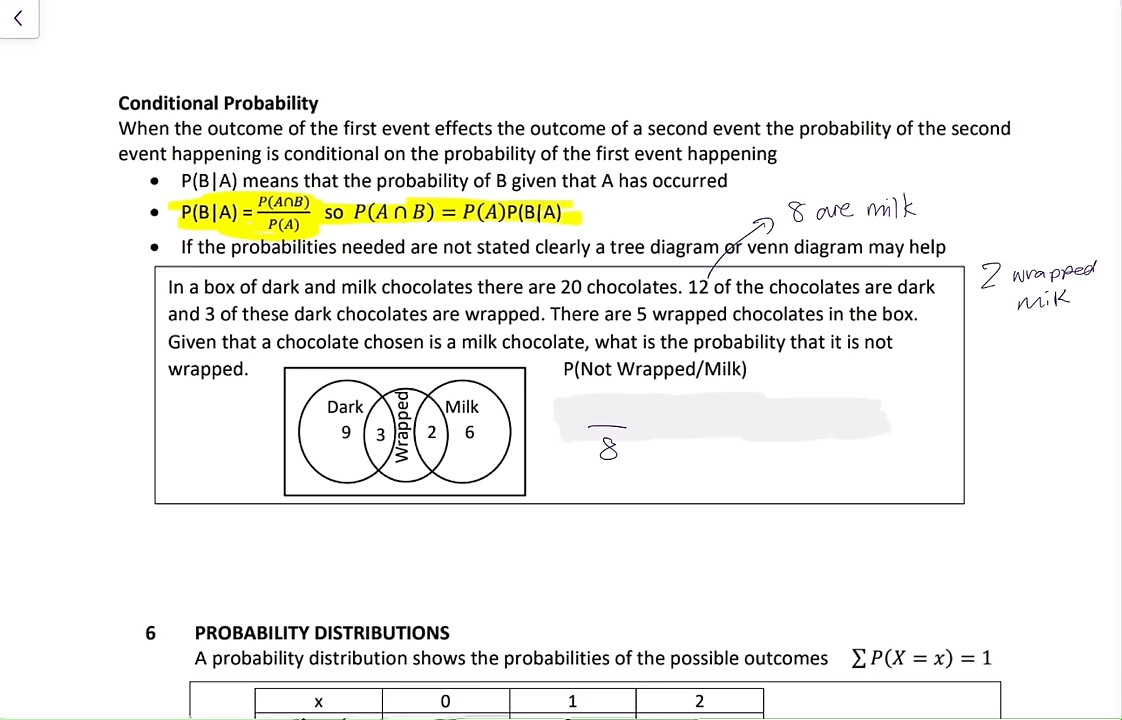 Conditional Probability
When the outcome of the first event effects the outcome of a second event the probability of the second
event happening is conditional on the probability of the first event happening
• P(B|A) means that the probability of B given that A has occurred
• P(B|A) = P(A∩B)/P(A) so P(A ∩ B) = P(A)P(B|A)
8 are milk
• If the probabilities needed are not stated clearly a tree diagram or venn diagram may help
2 wrapped
mik
In a box of dark and milk chocolates there are 20 chocolates. 12 of the chocolates are dark
and 3 of these dark chocolates are wrapped. There are 5 wrapped chocolates in the box.
Given that a chocolate chosen is a milk chocolate, what is the probability that it is not
wrapped.
P(Not Wrapped/Milk)
Dark Wrapped Milk
9 3 2 6
8
6 PROBABILITY DISTRIBUTIONS
A probability distribution shows the probabilities of the possible outcomes ∑P(X = x) = 1
x 0 1 2